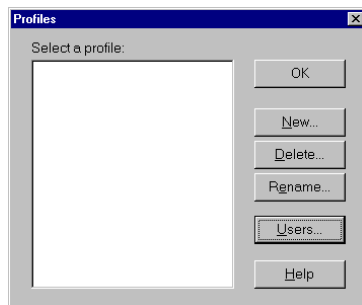 Profiles
Select a profile:
OK
New...
Delete...
Rename...
Users...
Help